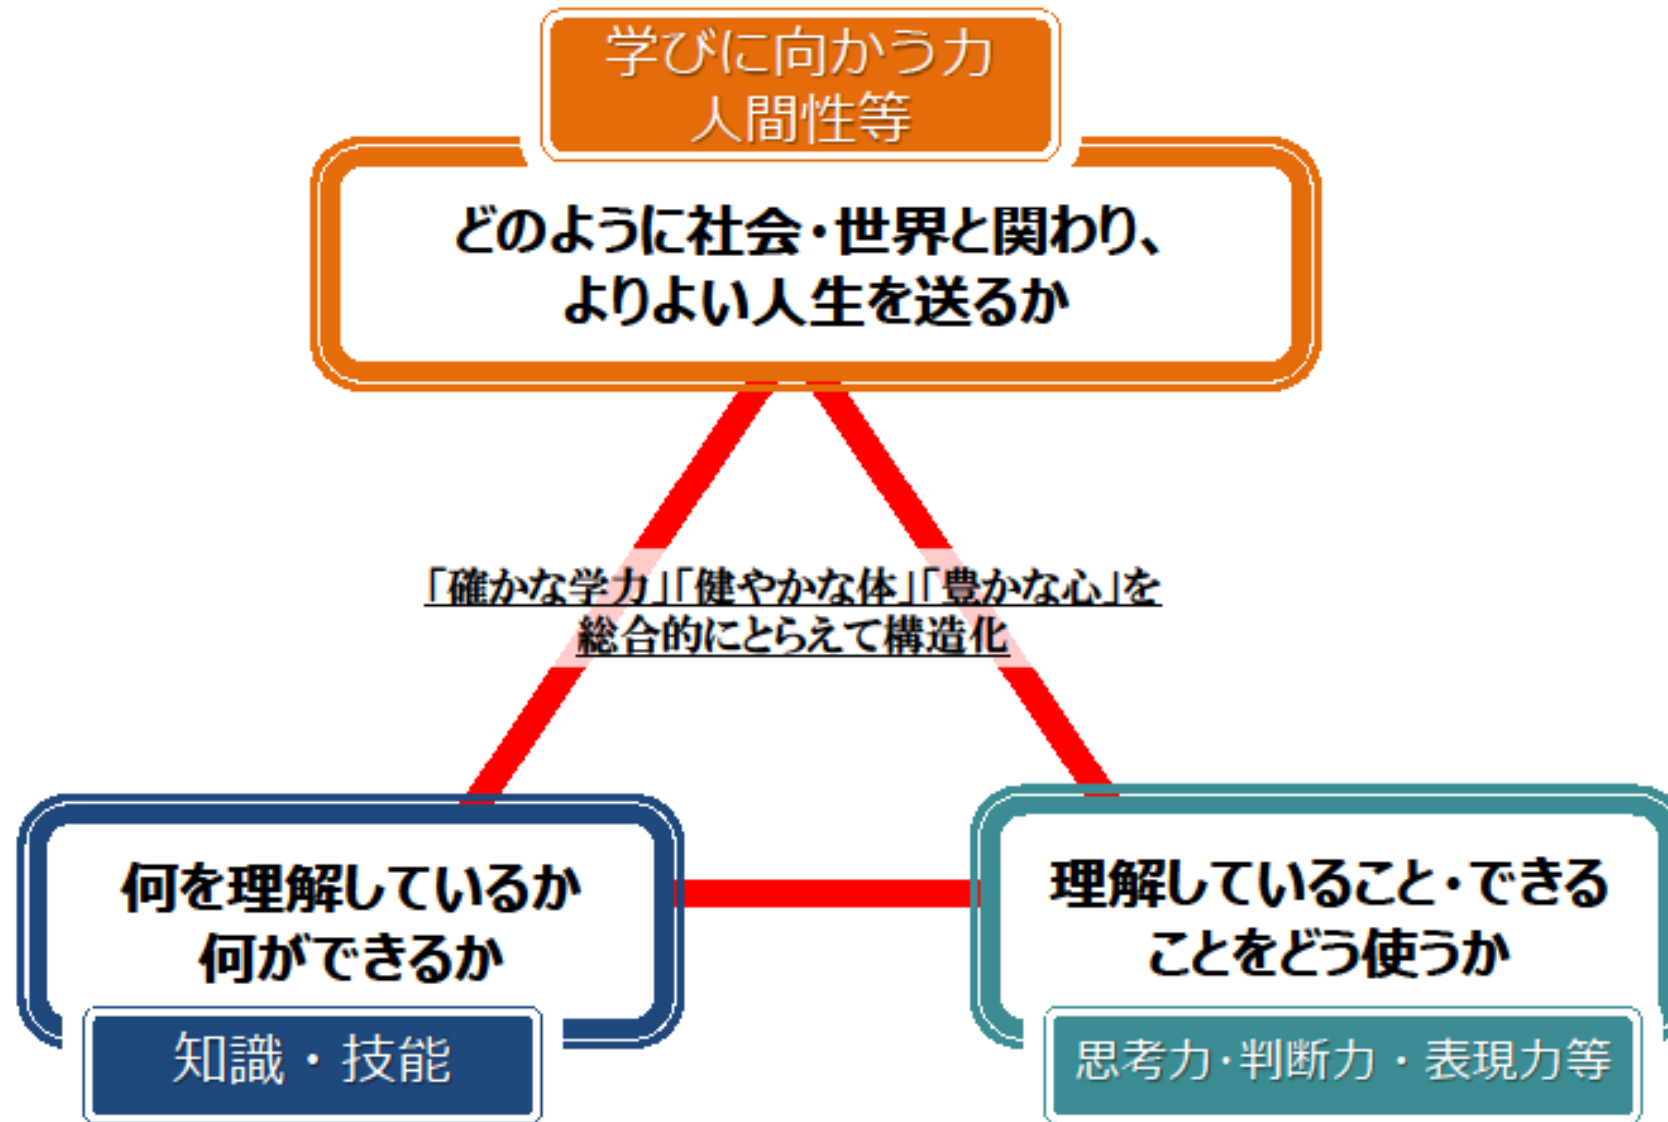 学びに向かう力
人間性等
どのように社会・世界と関わり、
よりよい人生を送るか
「確かな学力」「健やかな体」「豊かな心」を
総合的にとらえて構造化
何を理解しているか
何ができるか
知識・技能
理解していること・できる
ことをどう使うか
思考力・判断力・表現力等